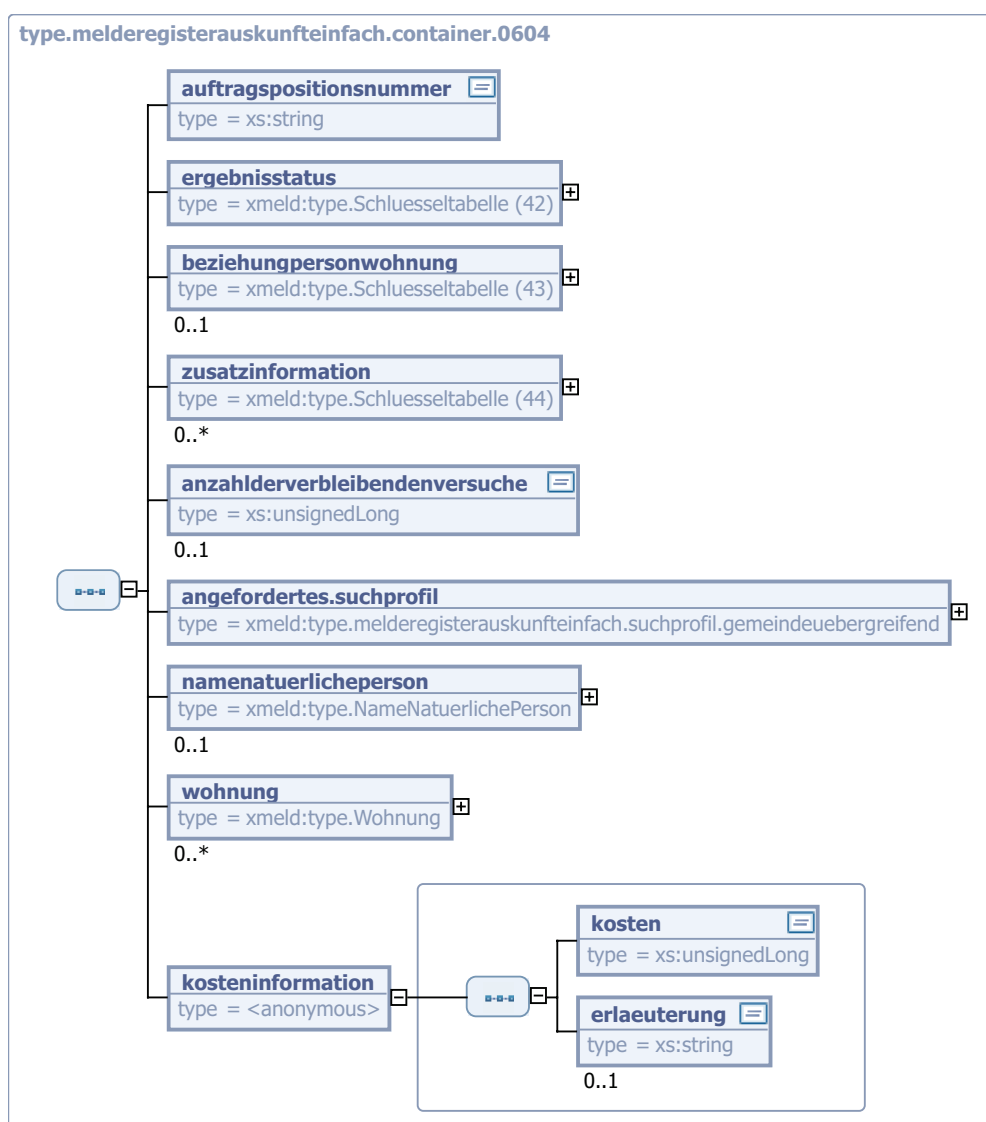 type.melderegisterauskunfteinfach.container.0604
auftragspositionsnummer
type = xs:string
ergebnisstatus
type = xmeld:type.Schluesseltabelle (42)
beziehungpersonwohnung
type = xmeld:type.Schluesseltabelle (43)
0..1
zusatzinformation
type = xmeld:type.Schluesseltabelle (44)
0..*
anzahlderverbleibendenversuche
type = xs:unsignedLong
0..1
angefordertes.suchprofil
type = xmeld:type.melderegisterauskunfteinfach.suchprofil.gemeindeuebergreifend
namenatuerlicheperson
type = xmeld:type.NameNatuerlichePerson
0..1
wohnung
type = xmeld:type.Wohnung
0..*
kosteninformation
type = <anonymous>
kosten
type = xs:unsignedLong
erlaeuterung
type = xs:string
0..1